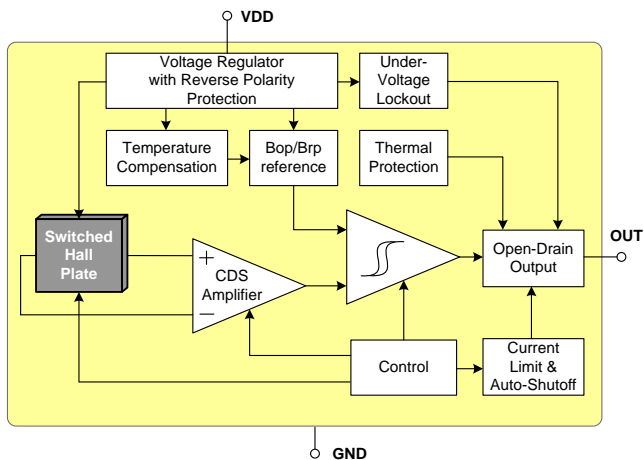 VDD
Voltage Regulator
with Reverse Polarity
Protection
Under-
Voltage
Lockout
Temperature
Compensation
Bop/Brp
reference
Thermal
Protection
Switched
Hall
Plate
+
−
CDS
Amplifier
Open-Drain
Output
OUT
Control
Current
Limit &
Auto-Shutoff
GND